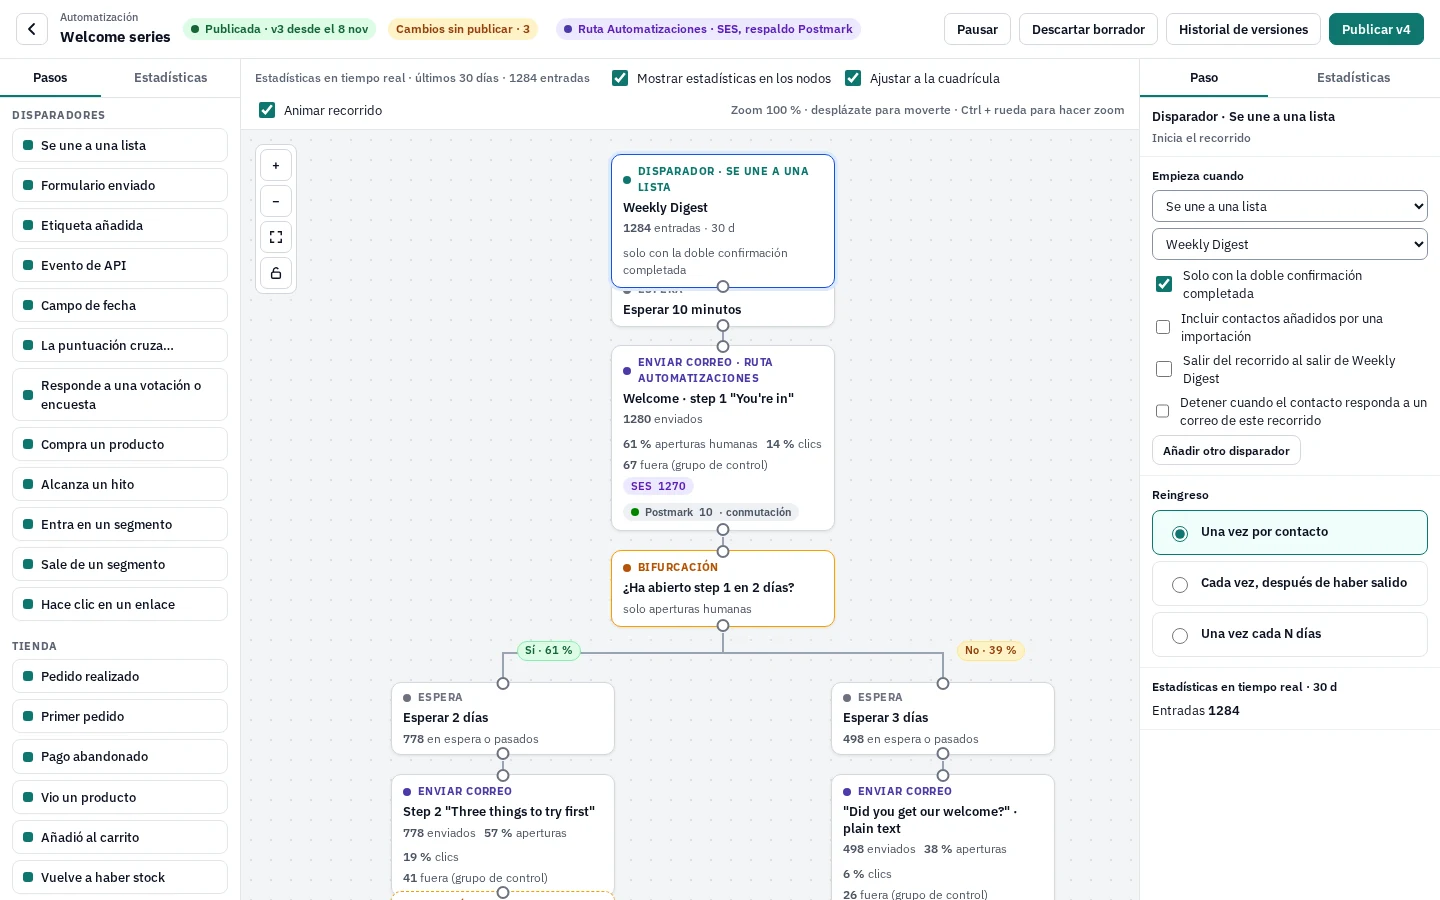 Automatización
Welcome series
Publicada · v3 desde el 8 nov
Cambios sin publicar · 3
Ruta Automatizaciones · SES, respaldo Postmark
Pausar
Descartar borrador
Historial de versiones
Publicar v4
Pasos
Estadísticas
DISPARADORES
Se une a una lista
Formulario enviado
Etiqueta añadida
Evento de API
Campo de fecha
La puntuación cruza…
Responde a una votación o
encuesta
Compra un producto
Alcanza un hito
Entra en un segmento
Sale de un segmento
Hace clic en un enlace
TIENDA
Pedido realizado
Primer pedido
Pago abandonado
Vio un producto
Añadió al carrito
Vuelve a haber stock
Estadísticas en tiempo real · últimos 30 días · 1284 entradas
Mostrar estadísticas en los nodos
Ajustar a la cuadrícula
Animar recorrido
Zoom 100 % · desplázate para moverte · Ctrl + rueda para hacer zoom
+
−
DISPARADOR · SE UNE A UNA
LISTA
Weekly Digest
1284 entradas · 30 d
solo con la doble confirmación
completada
Esperar 10 minutos
ENVIAR CORREO · RUTA
AUTOMATIZACIONES
Welcome · step 1 "You're in"
1280 enviados
61 % aperturas humanas 14 % clics
67 fuera (grupo de control)
SES 1270
Postmark 10 · conmutación
BIFURCACIÓN
¿Ha abierto step 1 en 2 días?
solo aperturas humanas
Sí · 61 %
No · 39 %
ESPERA
Esperar 2 días
778 en espera o pasados
ENVIAR CORREO
Step 2 "Three things to try first"
778 enviados 57 % aperturas
19 % clics
41 fuera (grupo de control)
ESPERA
Esperar 3 días
498 en espera o pasados
ENVIAR CORREO
"Did you get our welcome?" ·
plain text
498 enviados 38 % aperturas
6 % clics
26 fuera (grupo de control)
Paso
Estadísticas
Disparador · Se une a una lista
Inicia el recorrido
Empieza cuando
Se une a una lista
Weekly Digest
Solo con la doble confirmación
completada
Incluir contactos añadidos por una
importación
Salir del recorrido al salir de Weekly
Digest
Detener cuando el contacto responda a un
correo de este recorrido
Añadir otro disparador
Reingreso
Una vez por contacto
Cada vez, después de haber salido
Una vez cada N días
Estadísticas en tiempo real · 30 d
Entradas 1284